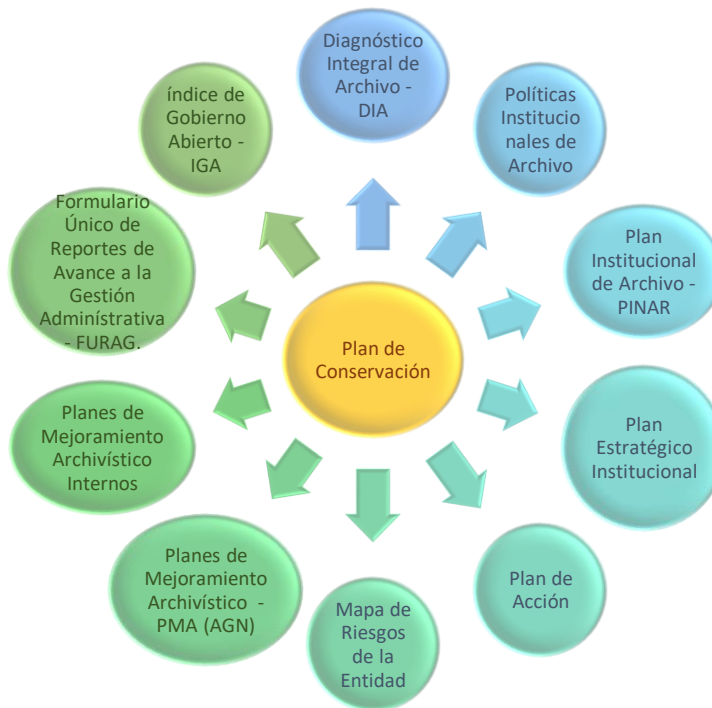 Diagnóstico
Integral de
Archivo -
DIA
Políticas
Institucio
nales de
Archivo
Plan
Institucional
de Archivo -
PINAR
Plan
Estratégico
Institucional
Plan de
Acción
Mapa de
Riesgos
de la
Entidad
Planes de
Mejoramiento
Archivístico -
PMA (AGN)
Planes de
Mejoramiento
Archivístico
Internos
Formulario
Único de
Reportes de
Avance a la
Gestión
Adminístrativa
- FURAG.
índice de
Gobierno
Abierto -
IGA
Plan de
Conservación